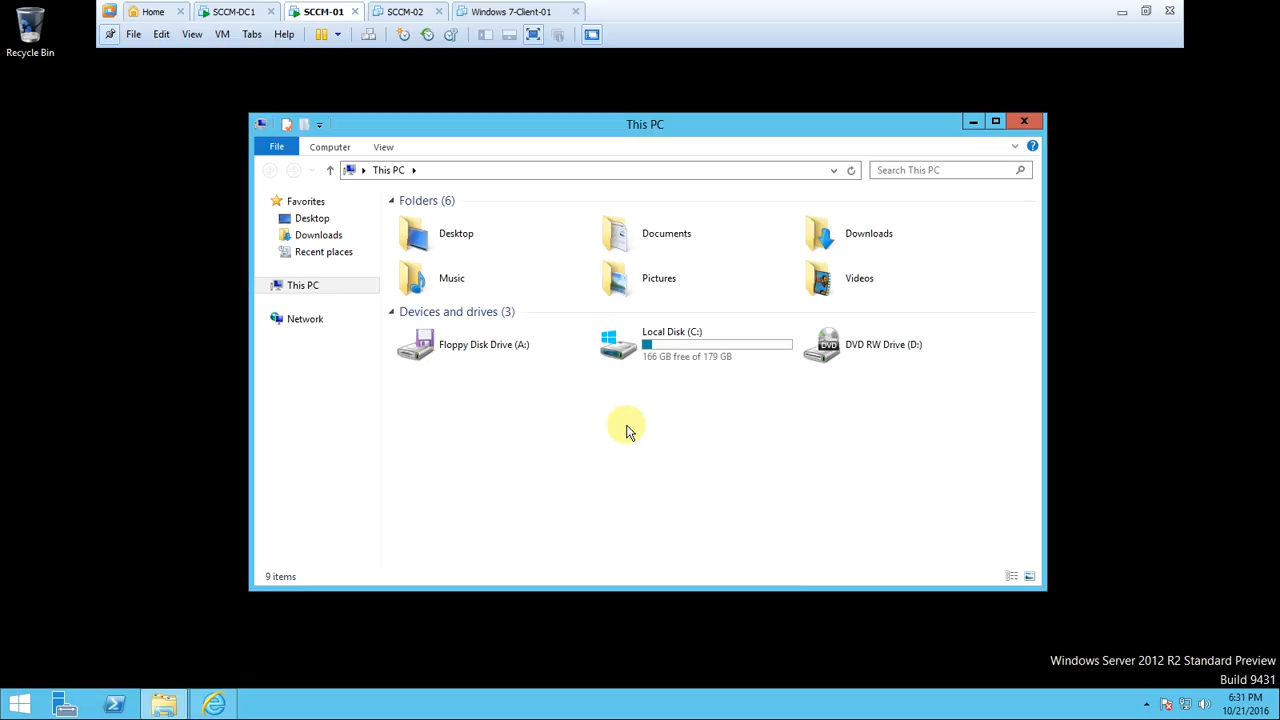 Home
SCCM-DC1
SCCM-01
SCCM-02
Windows 7-Client-01
File Edit View VM Tabs Help
Recycle Bin
This PC
File Computer View
This PC
Search This PC
Favorites
Desktop
Downloads
Recent places
This PC
Network
Folders (6)
Desktop
Documents
Downloads
Music
Pictures
Videos
Devices and drives (3)
Floppy Disk Drive (A:)
Local Disk (C:)
166 GB free of 179 GB
DVD
DVD RW Drive (D:)
9 items
Windows Server 2012 R2 Standard Preview
Build 9431
6:31 PM
10/21/2016